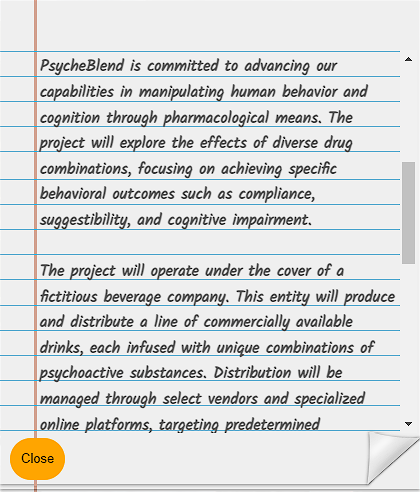 PsycheBlend is committed to advancing our
capabilities in manipulating human behavior and
cognition through pharmacological means. The
project will explore the effects of diverse drug
combinations, focusing on achieving specific
behavioral outcomes such as compliance,
suggestibility, and cognitive impairment.
The project will operate under the cover of a
fictitious beverage company. This entity will produce
and distribute a line of commercially available
drinks, each infused with unique combinations of
psychoactive substances. Distribution will be
managed through select vendors and specialized
online platforms, targeting predetermined
Close